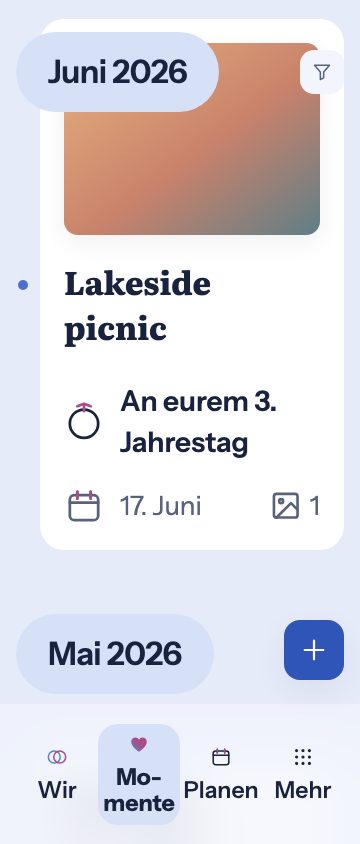 Juni 2026
Lakeside
picnic
An eurem 3.
Jahrestag
17. Juni 1
Mai 2026
Wir
Mo-
mente
Planen
Mehr